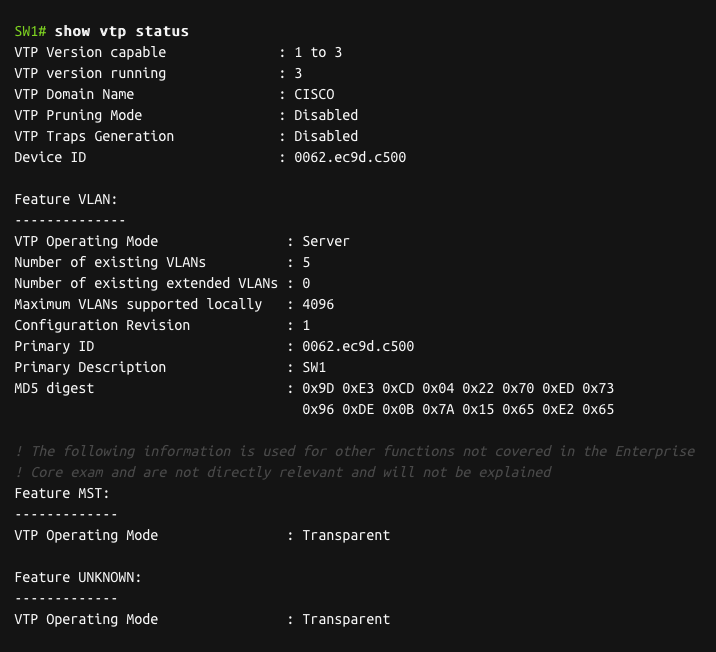 SW1# show vtp status
VTP Version capable : 1 to 3
VTP version running : 3
VTP Domain Name : CISCO
VTP Pruning Mode : Disabled
VTP Traps Generation : Disabled
Device ID : 0062.ec9d.c500
Feature VLAN:
--------------
VTP Operating Mode : Server
Number of existing VLANs : 5
Number of existing extended VLANs : 0
Maximum VLANs supported locally : 4096
Configuration Revision : 1
Primary ID : 0062.ec9d.c500
Primary Description : SW1
MD5 digest : 0x9D 0xE3 0xCD 0x04 0x22 0x70 0xED 0x73
0x96 0xDE 0x0B 0x7A 0x15 0x65 0xE2 0x65
! The following information is used for other functions not covered in the Enterprise
! Core exam and are not directly relevant and will not be explained
Feature MST:
-------------
VTP Operating Mode : Transparent
Feature UNKNOWN:
-------------
VTP Operating Mode : Transparent